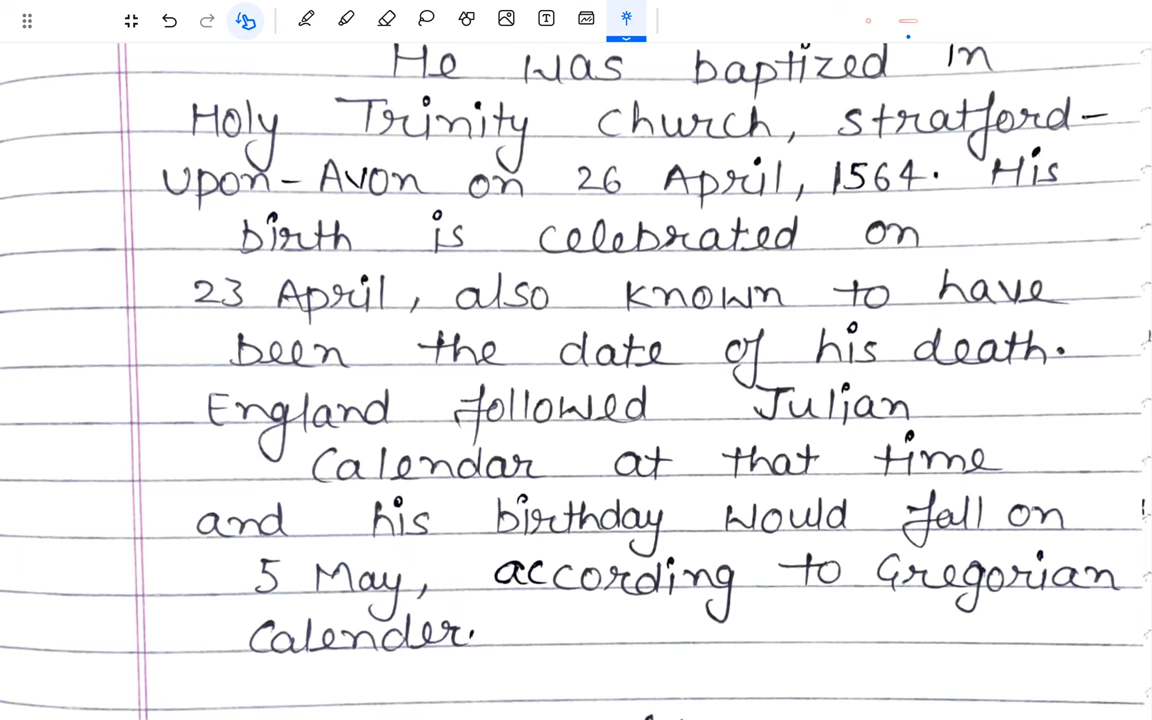 He was baptized in
Holy Trinity church, stratford-
upon-Avon on 26 April, 1564. His
birth is celebrated on
23 April, also known to have
been the date of his death.
England followed Julian
Calendar at that time
and his birthday would fall on
5 May, according to Gregorian
Calender.